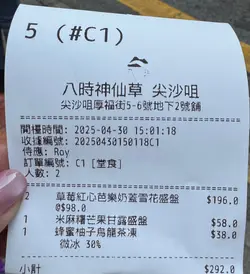 5 (#C1)
八時神仙草 尖沙咀
尖沙咀厚福街5-6號地下2號舖
開檯時間: 2025-04-30 15:01:18
收據編號: 20250430150118C1
侍應: Roy
訂單編號: C1 [堂食]
人數: 2
2 草莓紅心芭樂奶蓋雪花盛盤 $196.0
@$98.0
1 米麻糬芒果甘露盛盤 $58.0
1 蜂蜜柚子烏龍茶凍 $38.0
微冰 30%
小計 $292.0